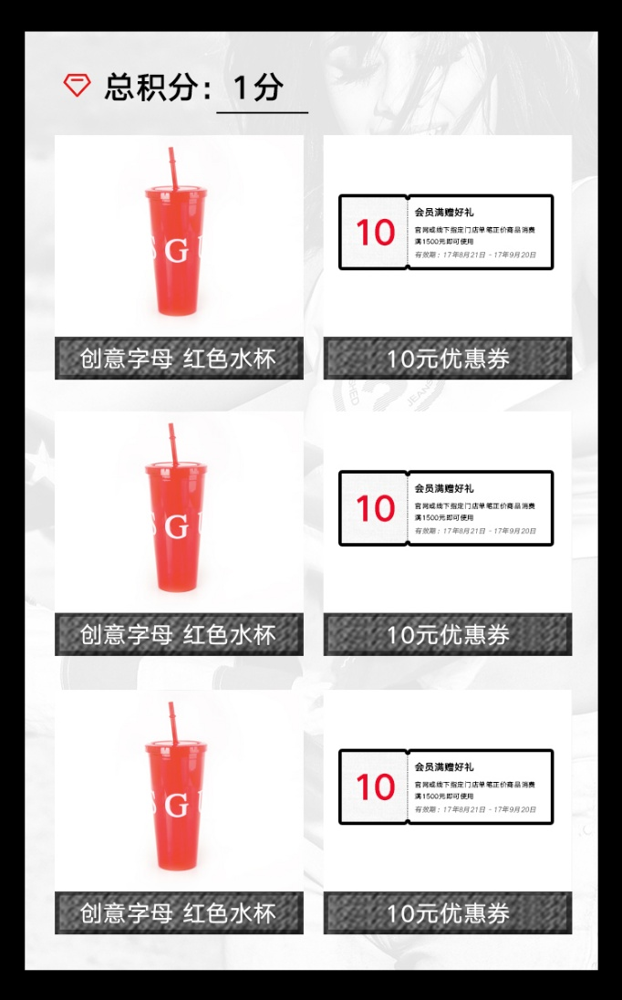 总积分: 1分
SGU
创意字母 红色水杯
10
会员满赠好礼
官网或线下指定门店单笔正价商品消费
满1500元即可使用
有效期：17年8月21日 - 17年9月20日
10元优惠券
SGU
创意字母 红色水杯
10
会员满赠好礼
官网或线下指定门店单笔正价商品消费
满1500元即可使用
有效期：17年8月21日 - 17年9月20日
10元优惠券
SGU
创意字母 红色水杯
10
会员满赠好礼
官网或线下指定门店单笔正价商品消费
满1500元即可使用
有效期：17年8月21日 - 17年9月20日
10元优惠券